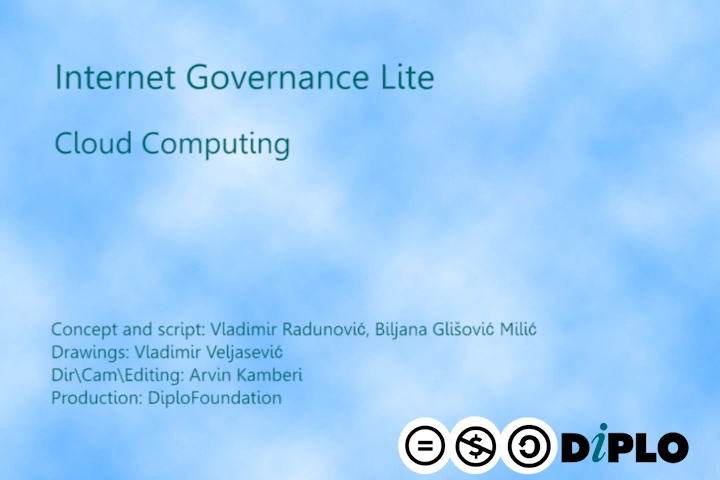 Internet Governance Lite
Cloud Computing
Concept and script: Vladimir Radunović, Biljana Glišović Milić
Drawings: Vladimir Veljasević
Dir\Cam\Editing: Arvin Kamberi
Production: DiploFoundation
DiPLO